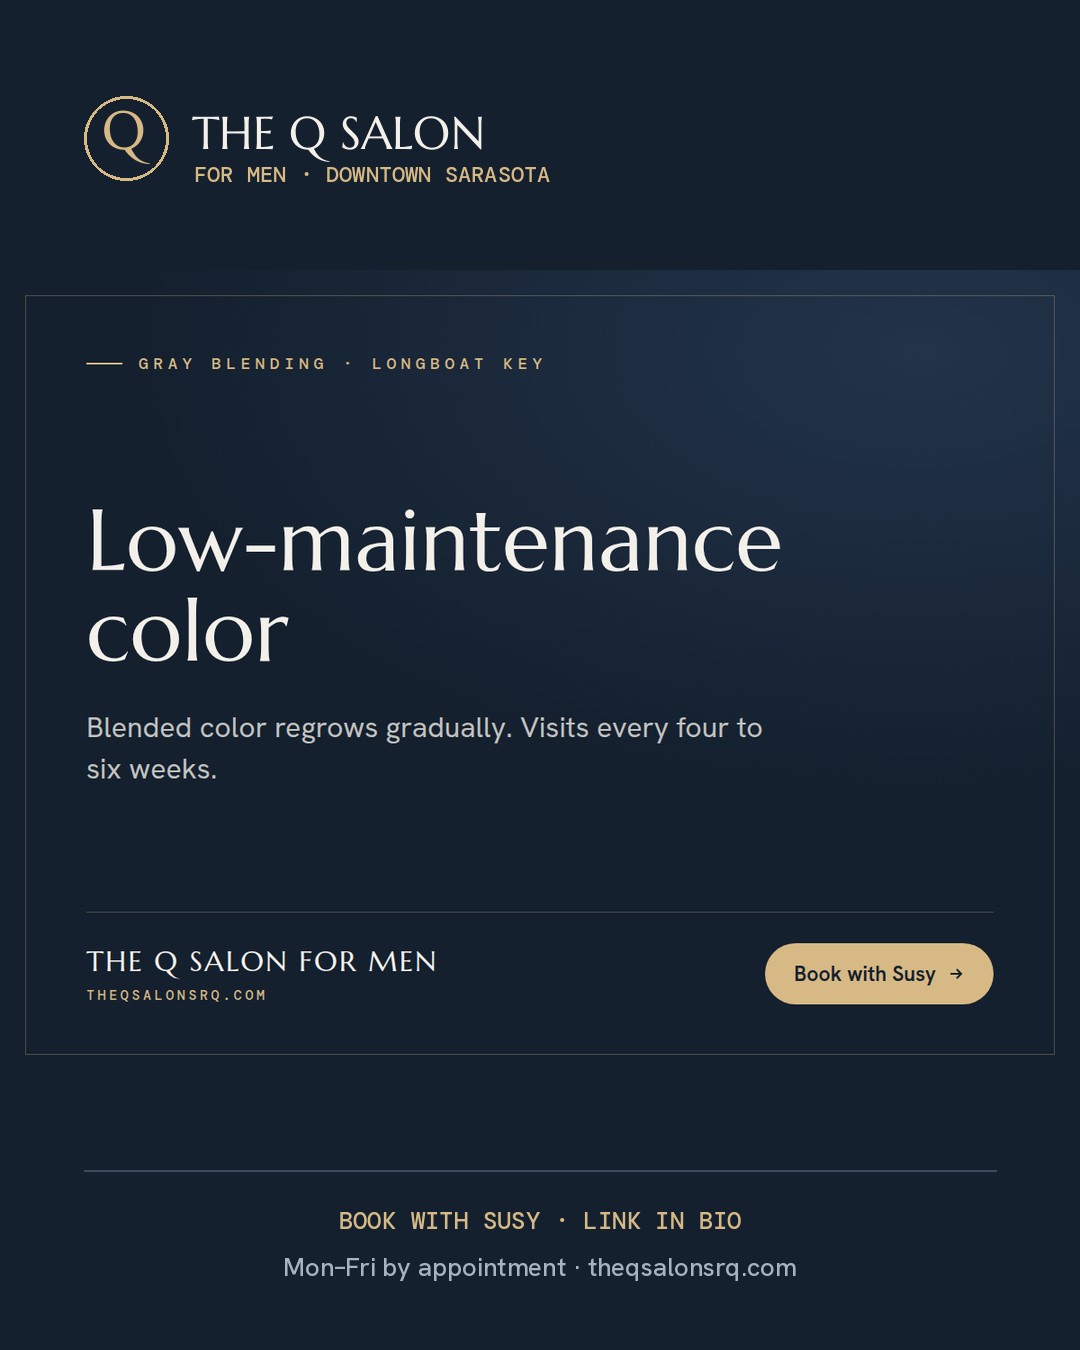 Q
THE Q SALON
FOR MEN · DOWNTOWN SARASOTA
GRAY BLENDING · LONGBOAT KEY
Low-maintenance
color
Blended color regrows gradually. Visits every four to
six weeks.
THE Q SALON FOR MEN
THEQSALONSRQ.COM
Book with Susy →
BOOK WITH SUSY · LINK IN BIO
Mon–Fri by appointment · theqsalonsrq.com